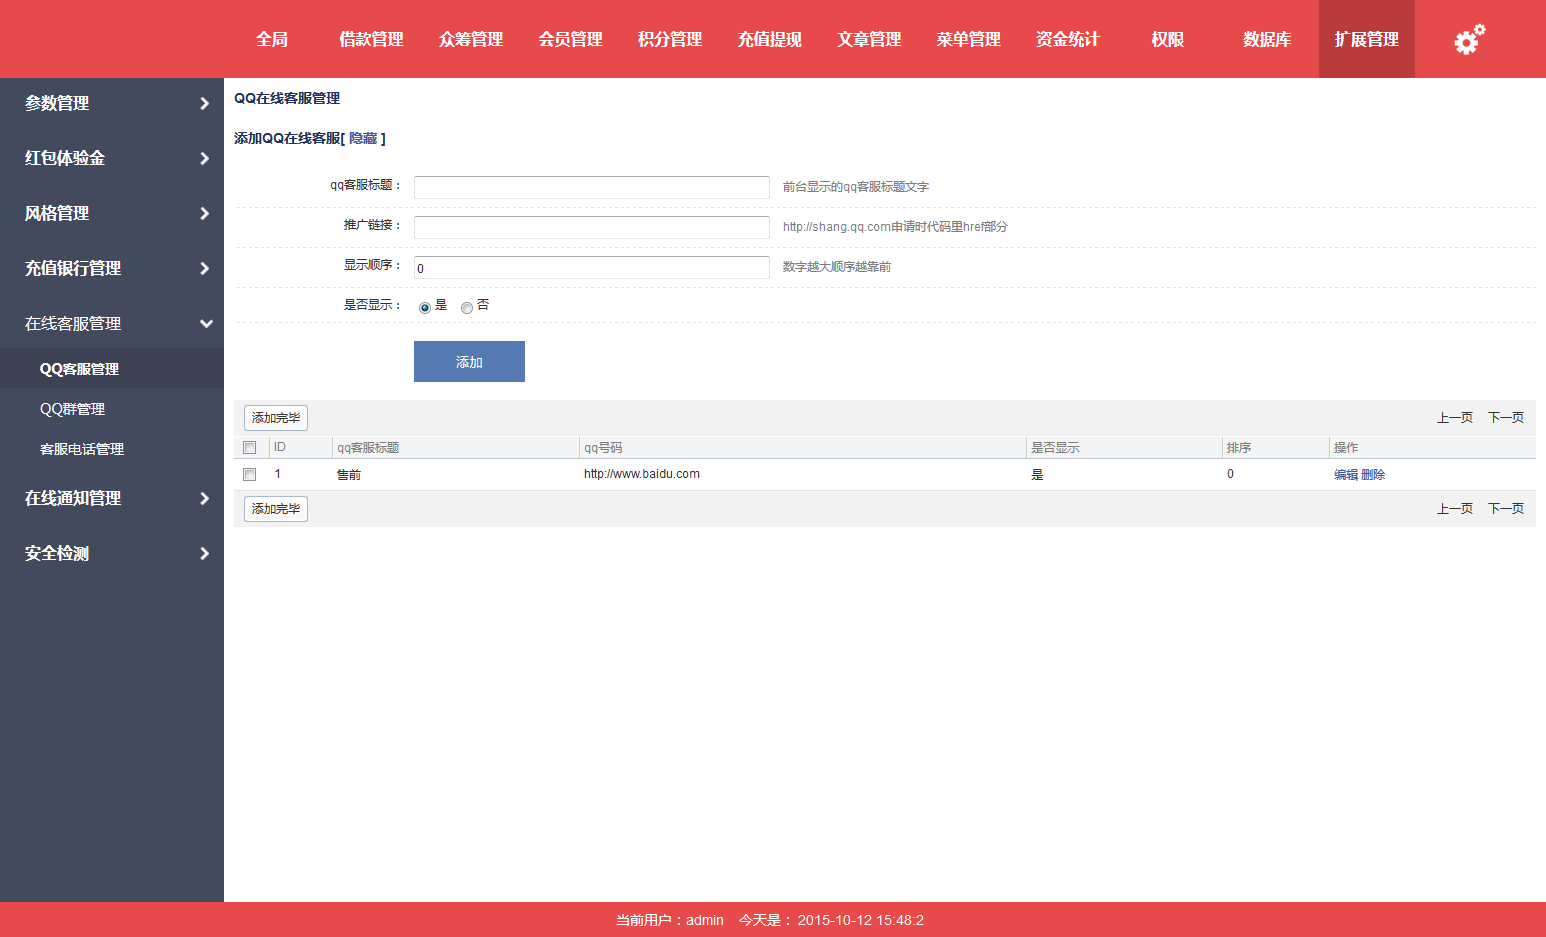 全局 借款管理 众筹管理 会员管理 积分管理 充值提现 文章管理 菜单管理 资金统计 权限 数据库 扩展管理
参数管理
红包体验金
风格管理
充值银行管理
在线客服管理
QQ客服管理
QQ群管理
客服电话管理
在线通知管理
安全检测
QQ在线客服管理
添加QQ在线客服[ 隐藏 ]
qq客服标题： 前台显示的qq客服标题文字
推广链接： http://shang.qq.com申请时代码里href部分
显示顺序： 0 数字越大顺序越靠前
是否显示： 是 否
添加
添加完毕 上一页 下一页
ID qq客服标题 qq号码 是否显示 排序 操作
1 售前 http://www.baidu.com 是 0 编辑 删除
添加完毕 上一页 下一页
当前用户：admin 今天是： 2015-10-12 15:48:2